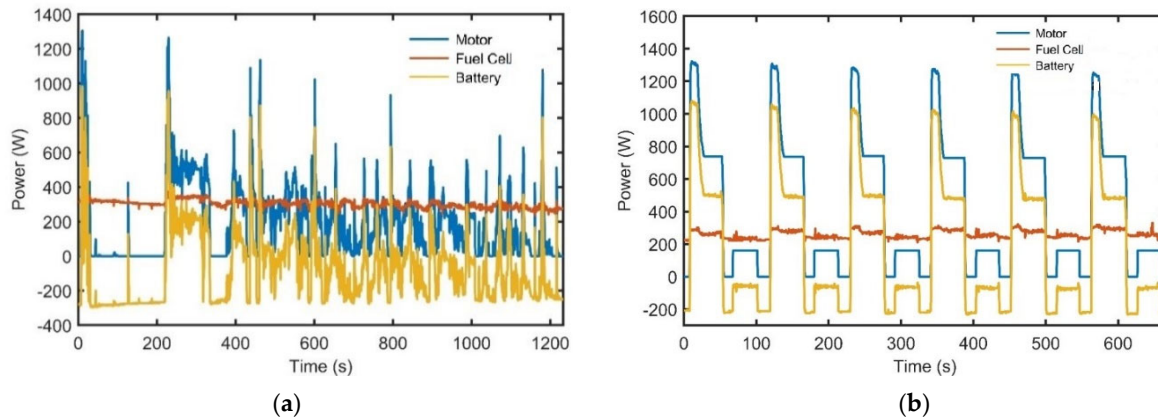 1400
1200
1000
800
600
400
200
0
-200
-400
Power (W)
Motor
Fuel Cell
Battery
0 200 400 600 800 1000 1200
Time (s)
(a)
1600
1400
1200
1000
800
600
400
200
0
-200
Power (W)
Motor
Fuel Cell
Battery
0 100 200 300 400 500 600
Time (s)
(b)